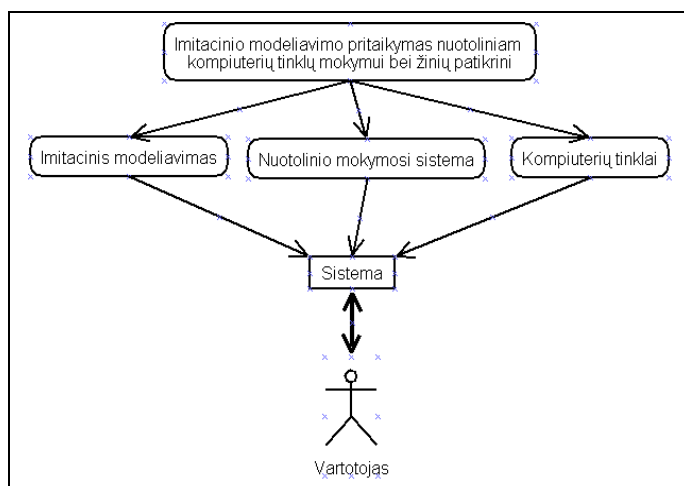 Imitacinio modeliavimo pritaikymas nuotoliniam
kompiuterių tinklų mokymui bei žinių patikrini
Imitacinis modeliavimas
Nuotolinio mokymosi sistema
Kompiuterių tinklai
Sistema
Vartotojas